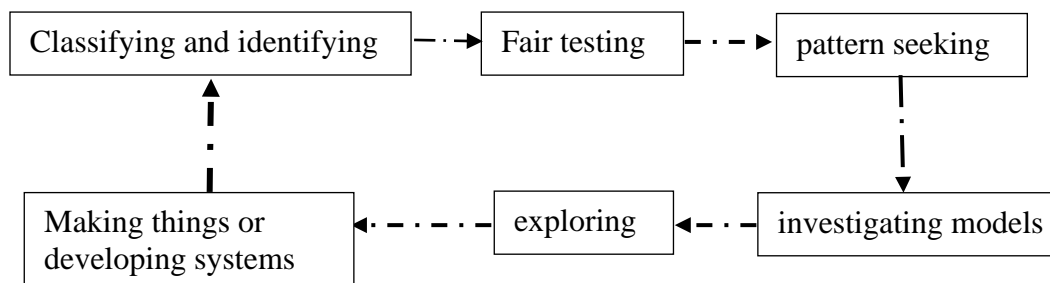 Classifying and identifying
Fair testing
pattern seeking
investigating models
exploring
Making things or
developing systems